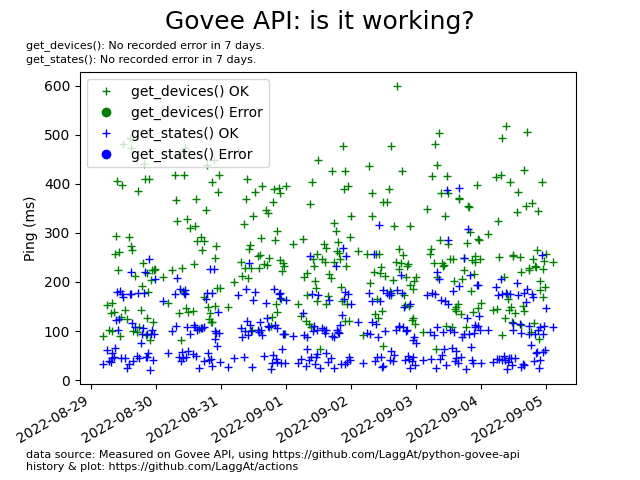 Govee API: is it working?
get_devices(): No recorded error in 7 days.
get_states(): No recorded error in 7 days.
get_devices() OK
get_devices() Error
get_states() OK
get_states() Error
Ping (ms)
600
500
400
300
200
100
0
2022-08-29
2022-08-30
2022-08-31
2022-09-01
2022-09-02
2022-09-03
2022-09-04
2022-09-05
data source: Measured on Govee API, using https://github.com/LaggAt/python-govee-api
history & plot: https://github.com/LaggAt/actions